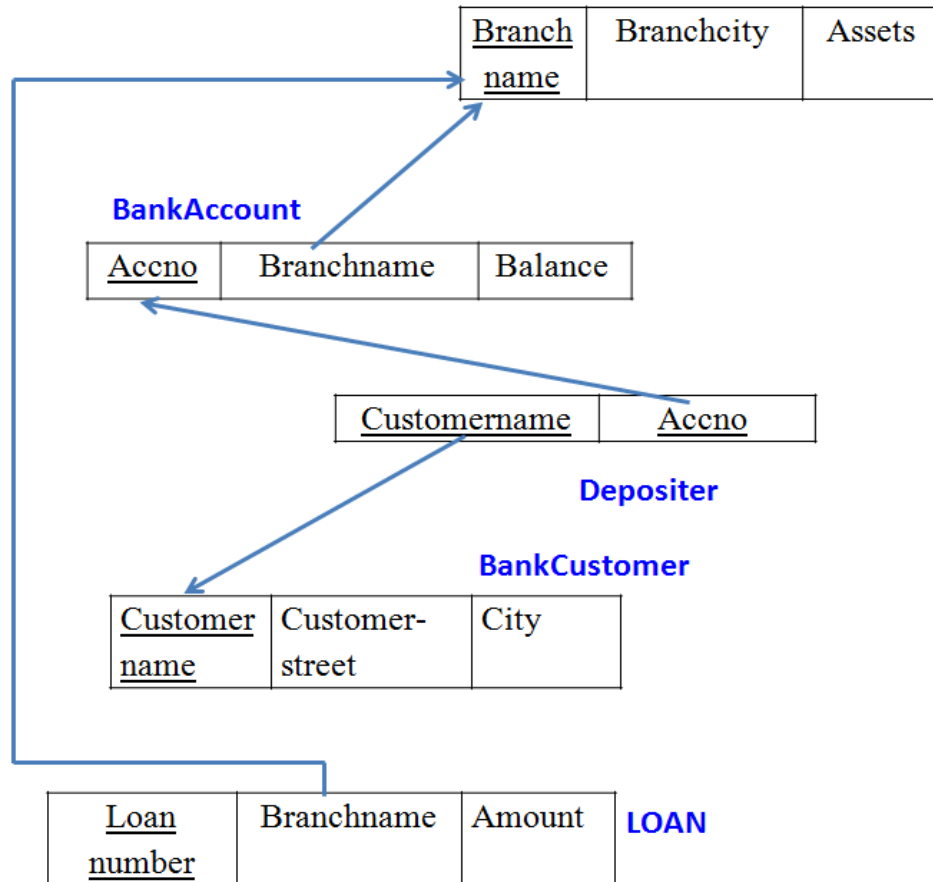 Branch Branchcity Assets
name
BankAccount
Accno Branchname Balance
Customername Accno
Depositer
BankCustomer
Customer Customer- City
name street
Loan Branchname Amount LOAN
number